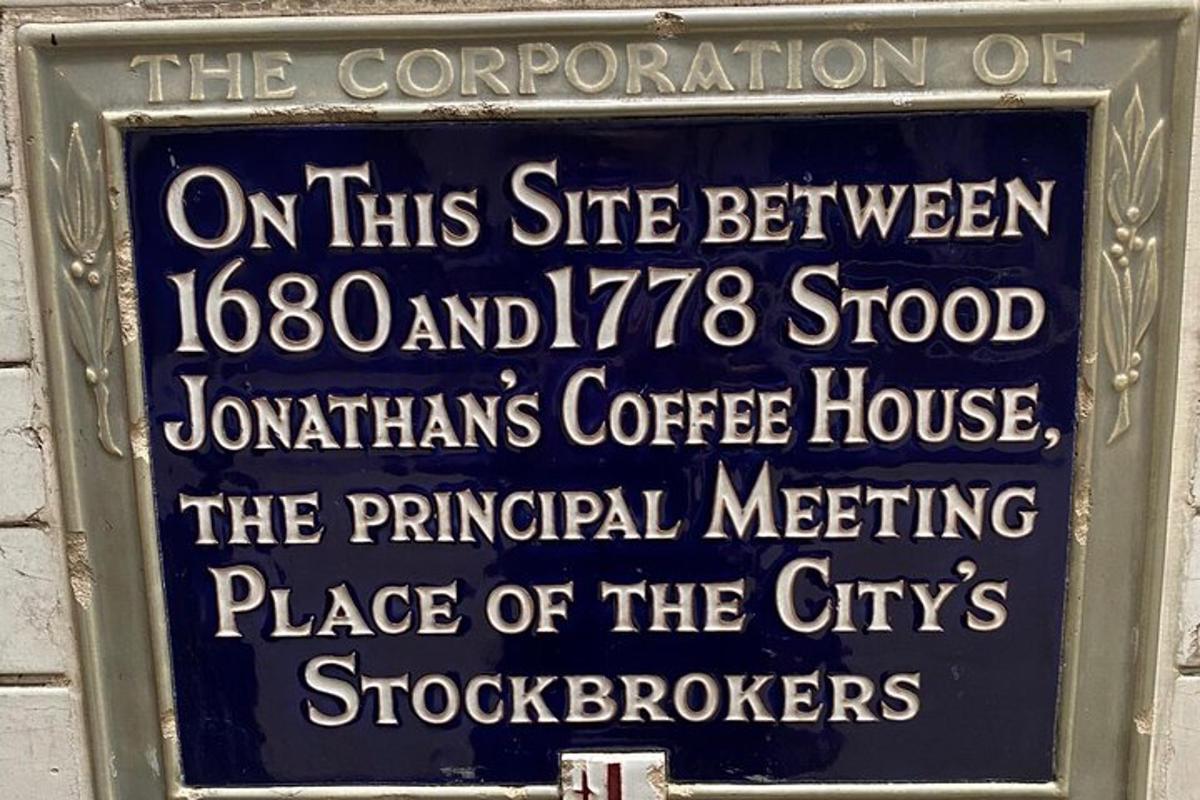 THE CORPORATION OF
ON THIS SITE BETWEEN
1680 AND 1778 STOOD
JONATHAN'S COFFEE HOUSE,
THE PRINCIPAL MEETING
PLACE OF THE CITY'S
STOCKBROKERS